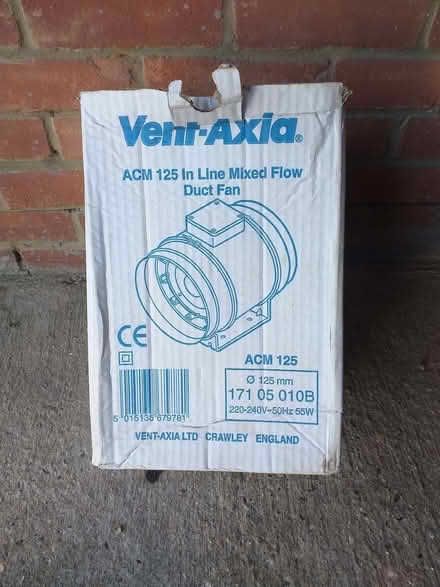 Vent-Axia®
ACM 125 In Line Mixed Flow
Duct Fan
CE
ACM 125
Ø 125 mm
171 05 010B
220-240V~50Hz 55W
5 015135 679781
VENT-AXIA LTD CRAWLEY ENGLAND